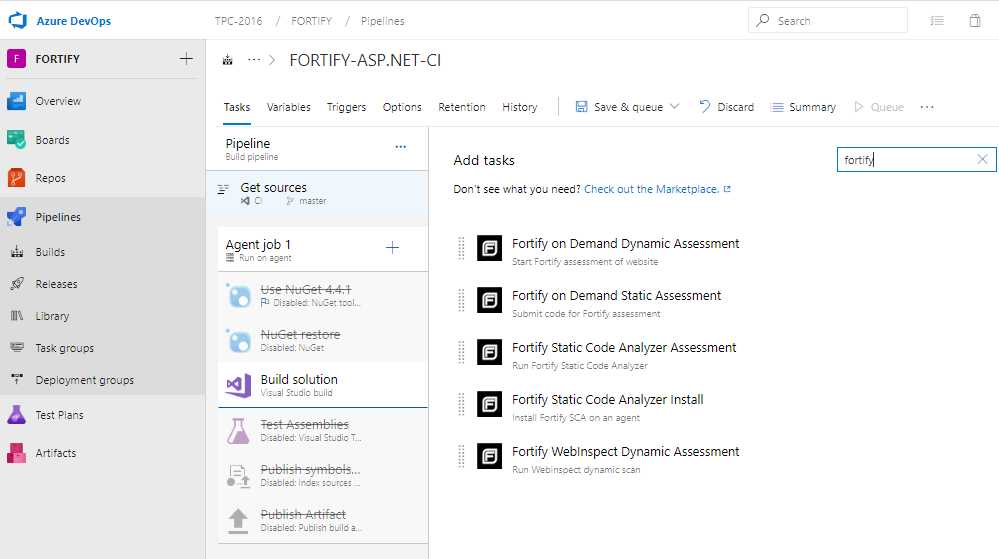 Azure DevOps
TPC-2016 / FORTIFY / Pipelines
Search
F FORTIFY
Overview
Boards
Repos
Pipelines
Builds
Releases
Library
Task groups
Deployment groups
Test Plans
Artifacts
··· > FORTIFY-ASP.NET-CI
Tasks Variables Triggers Options Retention History Save & queue Discard Summary Queue ···
Pipeline ···
Build pipeline
Get sources
CI master
Agent job 1
Run on agent
Use NuGet 4.4.1
Disabled: NuGet tool...
NuGet restore
Disabled: NuGet
Build solution
Visual Studio build
Test Assemblies
Disabled: Visual Studio T...
Publish symbols...
Disabled: Index sources ...
Publish Artifact
Disabled: Publish build a...
Add tasks
fortify
Don't see what you need? Check out the Marketplace.
Fortify on Demand Dynamic Assessment
Start Fortify assessment of website
Fortify on Demand Static Assessment
Submit code for Fortify assessment
Fortify Static Code Analyzer Assessment
Run Fortify Static Code Analyzer
Fortify Static Code Analyzer Install
Install Fortify SCA on an agent
Fortify WebInspect Dynamic Assessment
Run WebInspect dynamic scan